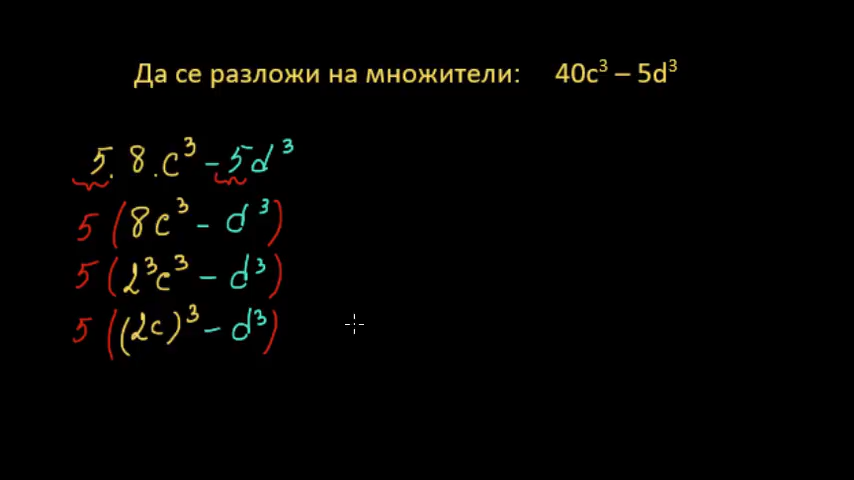 Да се разложи на множители: 40c³ – 5d³
5.8.c³ – 5d³
5(8c³ – d³)
5(2³c³ – d³)
5((2c)³ – d³)